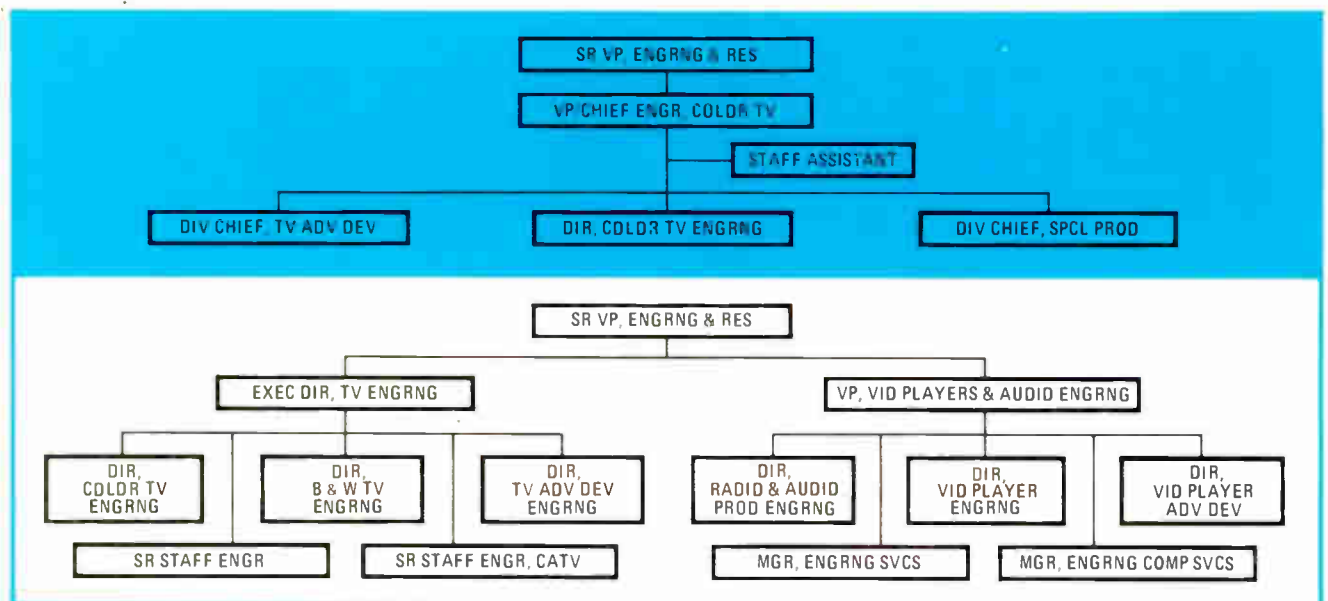 SR VP, ENGRNG & RES
VP CHIEF ENGR, COLOR TV
STAFF ASSISTANT
DIV CHIEF, TV ADV DEV
DIR, COLOR TV ENGRNG
DIV CHIEF, SPCL PROD
SR VP, ENGRNG & RES
EXEC DIR, TV ENGRNG
VP, VID PLAYERS & AUDIO ENGRNG
DIR,
COLOR TV
ENGRNG
DIR,
B & W TV
ENGRNG
DIR,
TV ADV DEV
ENGRNG
DIR,
RADIO & AUDIO
PROD ENGRNG
DIR,
VID PLAYER
ENGRNG
DIR,
VID PLAYER
ADV DEV
SR STAFF ENGR
SR STAFF ENGR, CATV
MGR, ENGRNG SVCS
MGR, ENGRNG COMP SVCS